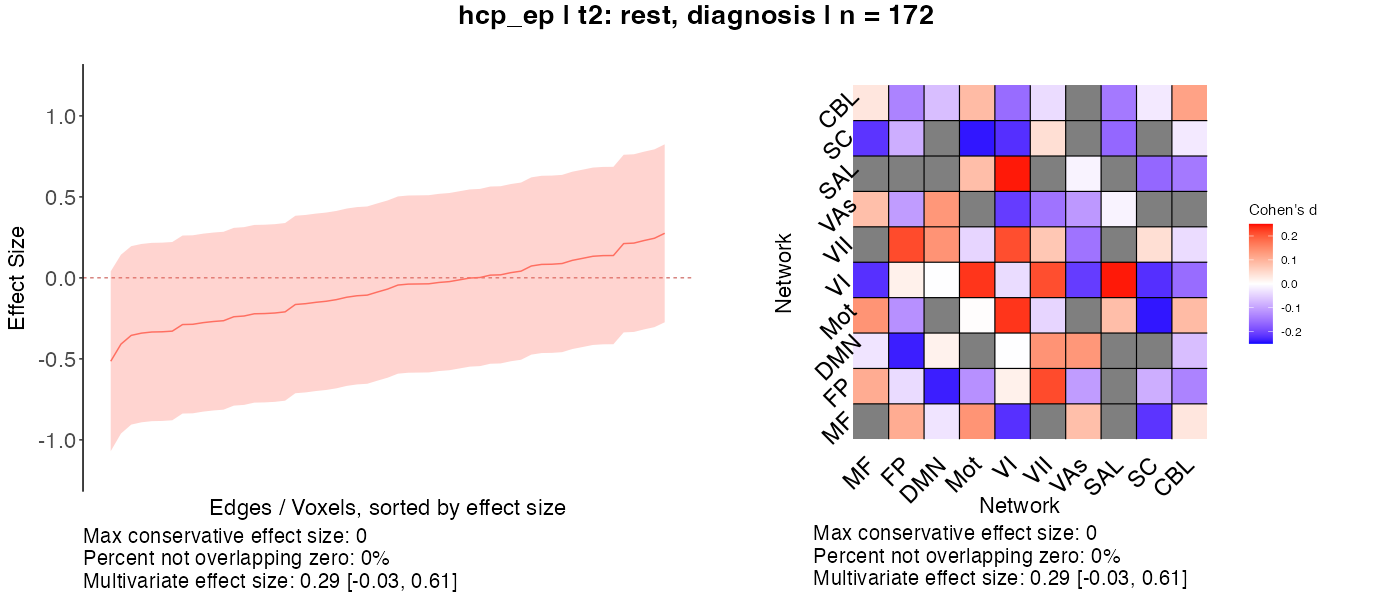 hcp_ep | t2: rest, diagnosis | n = 172
Effect Size
1.0
0.5
0.0
-0.5
-1.0
Edges / Voxels, sorted by effect size
Max conservative effect size: 0
Percent not overlapping zero: 0%
Multivariate effect size: 0.29 [-0.03, 0.61]
Network
CBL
SC
SAL
VAs
VII
VI
Mot
DMN
FP
MF
MF
FP
DMN
Mot
VI
VII
VAs
SAL
SC
CBL
Network
Max conservative effect size: 0
Percent not overlapping zero: 0%
Multivariate effect size: 0.29 [-0.03, 0.61]
Cohen's d
0.2
0.1
0.0
-0.1
-0.2